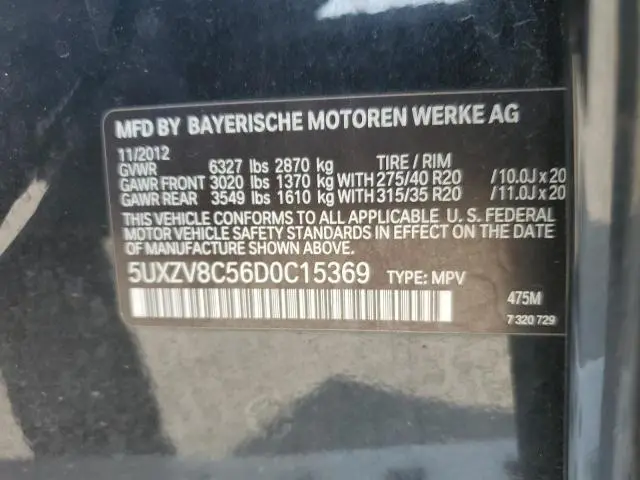 MFD BY BAYERISCHE MOTOREN WERKE AG
11/2012
GVWR 6327 lbs 2870 kg TIRE / RIM
GAWR FRONT 3020 lbs 1370 kg WITH 275/40 R20 /10.0J x 20
GAWR REAR 3549 lbs 1610 kg WITH 315/35 R20 /11.0J x 20
THIS VEHICLE CONFORMS TO ALL APPLICABLE U. S. FEDERAL
MOTOR VEHICLE SAFETY STANDARDS IN EFFECT ON THE DATE OF
MANUFACTURE SHOWN ABOVE.
5UXZV8C56D0C15369 TYPE: MPV
475M
7 320 729